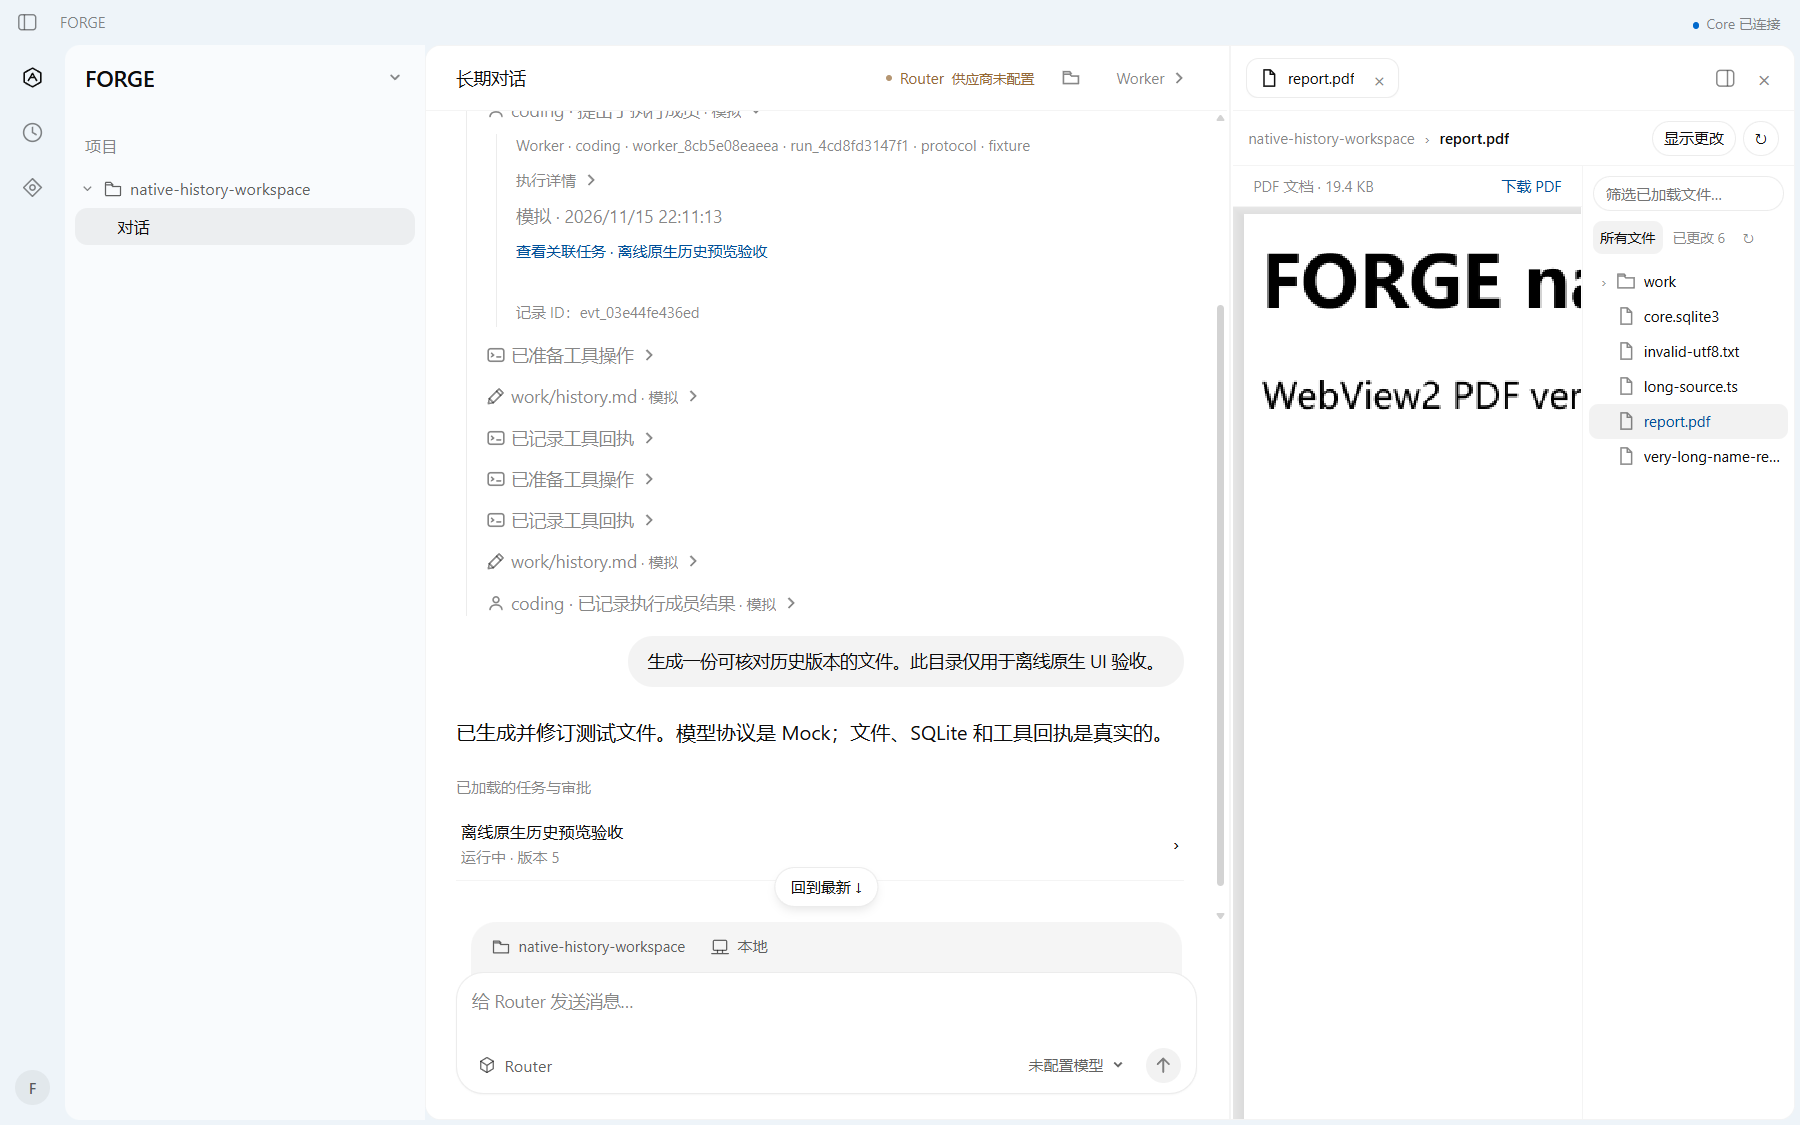 FORGE
Core 已连接
FORGE
项目
native-history-workspace
对话
F
长期对话
Router 供应商未配置
Worker
coding · 提出了执行成员 · 模拟
Worker · coding · worker_8cb5e08eaeea · run_4cd8fd3147f1 · protocol · fixture
执行详情
模拟 · 2026/11/15 22:11:13
查看关联任务 · 离线原生历史预览验收
记录 ID: evt_03e44fe436ed
已准备工具操作
work/history.md · 模拟
已记录工具回执
已准备工具操作
已记录工具回执
work/history.md · 模拟
coding · 已记录执行成员结果 · 模拟
生成一份可核对历史版本的文件。此目录仅用于离线原生 UI 验收。
已生成并修订测试文件。模型协议是 Mock；文件、SQLite 和工具回执是真实的。
已加载的任务与审批
离线原生历史预览验收
运行中 · 版本 5
回到最新 ↓
native-history-workspace 本地
给 Router 发送消息...
Router
未配置模型
report.pdf ×
native-history-workspace › report.pdf
显示更改
PDF 文档 · 19.4 KB
下载 PDF
FORGE na
WebView2 PDF ver
筛选已加载文件...
所有文件 已更改 6
work
core.sqlite3
invalid-utf8.txt
long-source.ts
report.pdf
very-long-name-re...